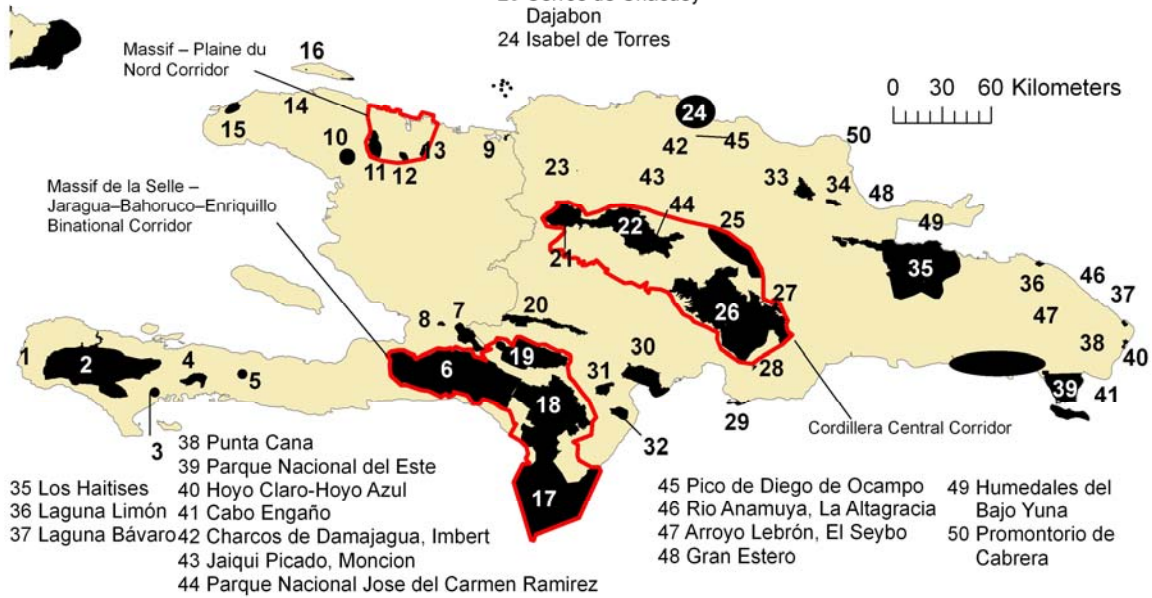 Dajabon
24 Isabel de Torres
Massif – Plaine du
Nord Corridor
16
0 30 60 Kilometers
14
15
10
11
12
13
9
24
45
42
50
23
43
33
34
48
Massif de la Selle –
Jaragua–Bahoruco–Enriquillo
Binational Corridor
44
22
25
49
21
35
36
46
37
26
27
47
8
7
20
38
40
1
2
4
5
6
19
31
30
28
39
41
18
29
3
32
17
Cordillera Central Corridor
35 Los Haitises
36 Laguna Limón
37 Laguna Bávaro
38 Punta Cana
39 Parque Nacional del Este
40 Hoyo Claro-Hoyo Azul
41 Cabo Engaño
42 Charcos de Damajagua, Imbert
43 Jaiqui Picado, Moncion
44 Parque Nacional Jose del Carmen Ramirez
45 Pico de Diego de Ocampo
46 Rio Anamuya, La Altagracia
47 Arroyo Lebrón, El Seybo
48 Gran Estero
49 Humedales del
Bajo Yuna
50 Promontorio de
Cabrera